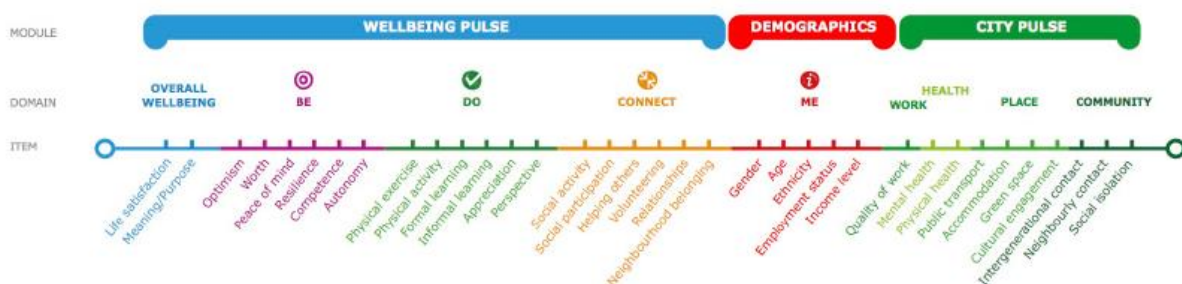 MODULE
WELLBEING PULSE
DEMOGRAPHICS
CITY PULSE
DOMAIN
OVERALL
WELLBEING
BE
DO
CONNECT
ME
WORK
HEALTH
PLACE
COMMUNITY
ITEM
Life satisfaction
Meaning/Purpose
Optimism
Worth
Peace of mind
Resilience
Competence
Autonomy
Physical exercise
Physical activity
Formal learning
Informal learning
Appreciation
Perspective
Social activity
Social participation
Helping others
Volunteering
Relationships
Neighbourhood belonging
Gender
Age
Ethnicity
Employment status
Income level
Quality of work
Mental health
Physical health
Public transport
Accommodation
Green space
Cultural engagement
Intergenerational contact
Neighbourly contact
Social isolation